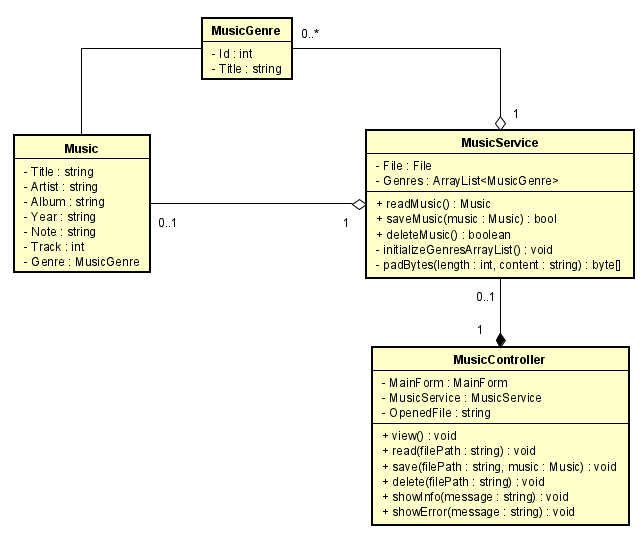 MusicGenre
- Id : int
- Title : string
0..*
1
Music
- Title : string
- Artist : string
- Album : string
- Year : string
- Note : string
- Track : int
- Genre : MusicGenre
0..1
1
MusicService
- File : File
- Genres : ArrayList<MusicGenre>
+ readMusic() : Music
+ saveMusic(music : Music) : bool
+ deleteMusic() : boolean
- initializeGenresArrayList() : void
- padBytes(length : int, content : string) : byte[]
0..1
1
MusicController
- MainForm : MainForm
- MusicService : MusicService
- OpenedFile : string
+ view() : void
+ read(filePath : string) : void
+ save(filePath : string, music : Music) : void
+ delete(filePath : string) : void
+ showInfo(message : string) : void
+ showError(message : string) : void